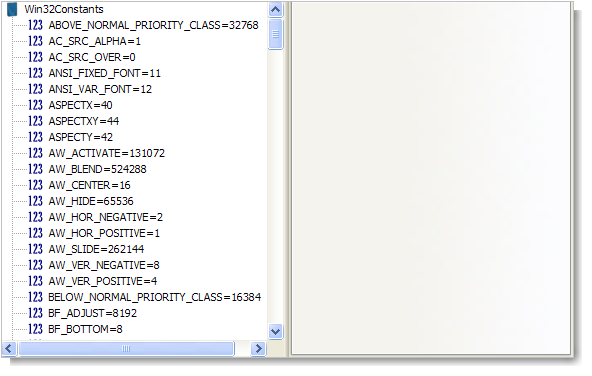 Win32Constants
123 ABOVE_NORMAL_PRIORITY_CLASS=32768
123 AC_SRC_ALPHA=1
123 AC_SRC_OVER=0
123 ANSI_FIXED_FONT=11
123 ANSI_VAR_FONT=12
123 ASPECTX=40
123 ASPECTXY=44
123 ASPECTY=42
123 AW_ACTIVATE=131072
123 AW_BLEND=524288
123 AW_CENTER=16
123 AW_HIDE=65536
123 AW_HOR_NEGATIVE=2
123 AW_HOR_POSITIVE=1
123 AW_SLIDE=262144
123 AW_VER_NEGATIVE=8
123 AW_VER_POSITIVE=4
123 BELOW_NORMAL_PRIORITY_CLASS=16384
123 BF_ADJUST=8192
123 BF_BOTTOM=8